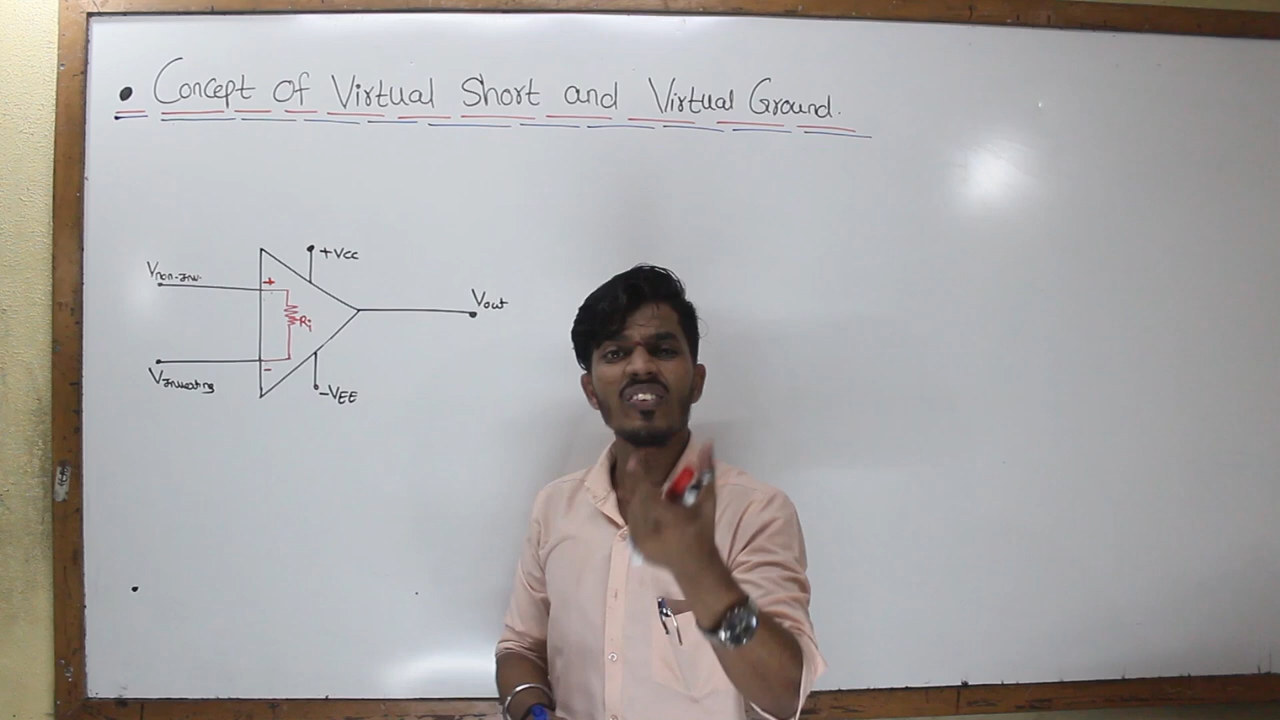 • Concept Of Virtual Short and Virtual Ground.
+Vcc
Vnon-Inv.
+
Vout
Ri
-
VInverting
-VEE